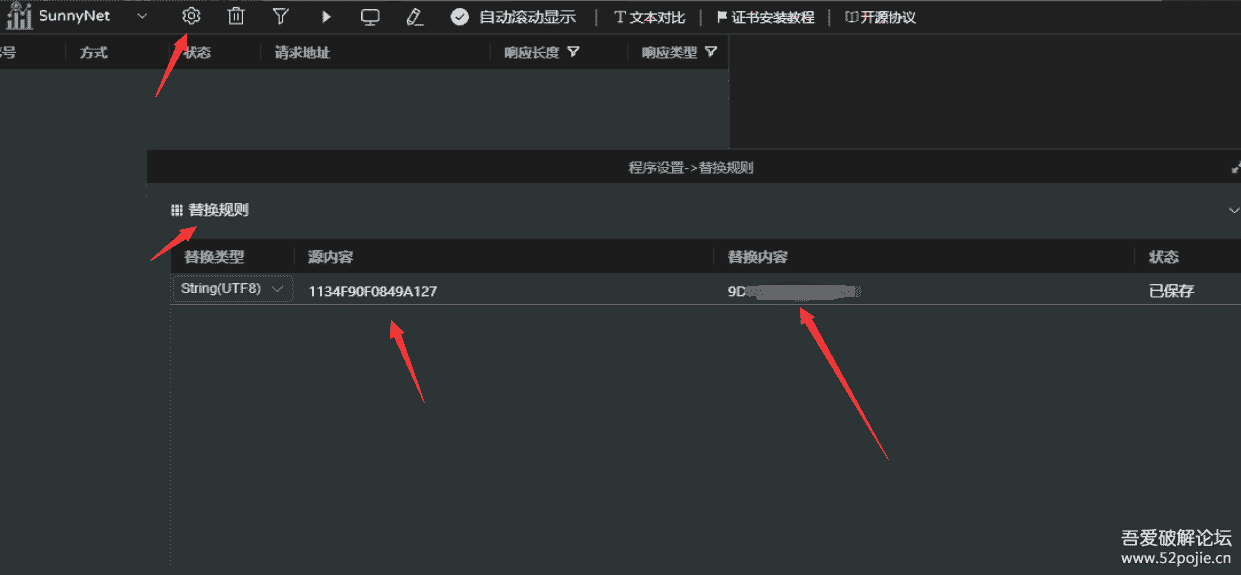 SunnyNet 自动滚动显示 | T 文本对比 | 证书安装教程 | 开源协议
号 方式 状态 请求地址 响应长度 响应类型
程序设置->替换规则
替换规则
替换类型 源内容 替换内容 状态
String(UTF8) 1134F90F0849A127 9D 已保存
吾爱破解论坛
www.52pojie.cn